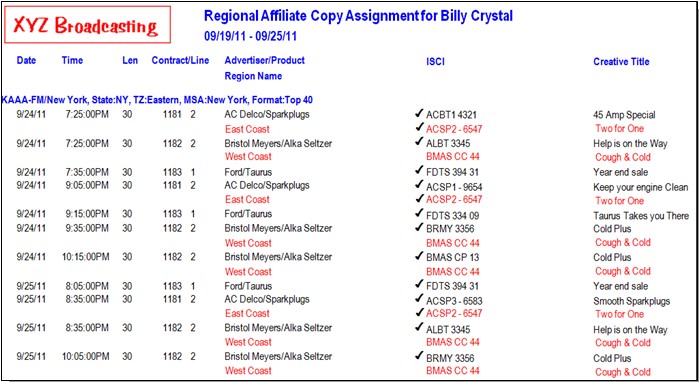 XYZ Broadcasting
Regional Affiliate Copy Assignment for Billy Crystal
09/19/11 - 09/25/11
Date Time Len Contract/Line Advertiser/Product ISCI Creative Title
Region Name
KAAA-FM/New York, State:NY, TZ:Eastern, MSA:New York, Format:Top 40
9/24/11 7:25:00PM 30 1181 2 AC Delco/Sparkplugs ✓ ACBT1 4321 45 Amp Special
East Coast ✓ ACSP2 - 6547 Two for One
9/24/11 7:25:00PM 30 1182 2 Bristol Meyers/Alka Seltzer ✓ ALBT 3345 Help is on the Way
West Coast BMAS CC 44 Cough & Cold
9/24/11 7:35:00PM 30 1183 1 Ford/Taurus ✓ FDTS 394 31 Year end sale
9/24/11 9:05:00PM 30 1181 2 AC Delco/Sparkplugs ✓ ACSP1 - 9654 Keep your engine Clean
East Coast ✓ ACSP2 - 6547 Two for One
9/24/11 9:15:00PM 30 1183 1 Ford/Taurus ✓ FDTS 334 09 Taurus Takes you There
9/24/11 9:35:00PM 30 1182 2 Bristol Meyers/Alka Seltzer ✓ BRMY 3356 Cold Plus
West Coast BMAS CC 44 Cough & Cold
9/24/11 10:15:00PM 30 1182 2 Bristol Meyers/Alka Seltzer ✓ BMAS CP 13 Cold Plus
West Coast BMAS CC 44 Cough & Cold
9/25/11 8:05:00PM 30 1183 1 Ford/Taurus ✓ FDTS 394 31 Year end sale
9/25/11 8:35:00PM 30 1181 2 AC Delco/Sparkplugs ✓ ACSP3 - 6583 Smooth Sparkplugs
East Coast ✓ ACSP2 - 6547 Two for One
9/25/11 8:35:00PM 30 1182 2 Bristol Meyers/Alka Seltzer ✓ ALBT 3345 Help is on the Way
West Coast BMAS CC 44 Cough & Cold
9/25/11 10:05:00PM 30 1182 2 Bristol Meyers/Alka Seltzer ✓ BRMY 3356 Cold Plus
West Coast BMAS CC 44 Cough & Cold